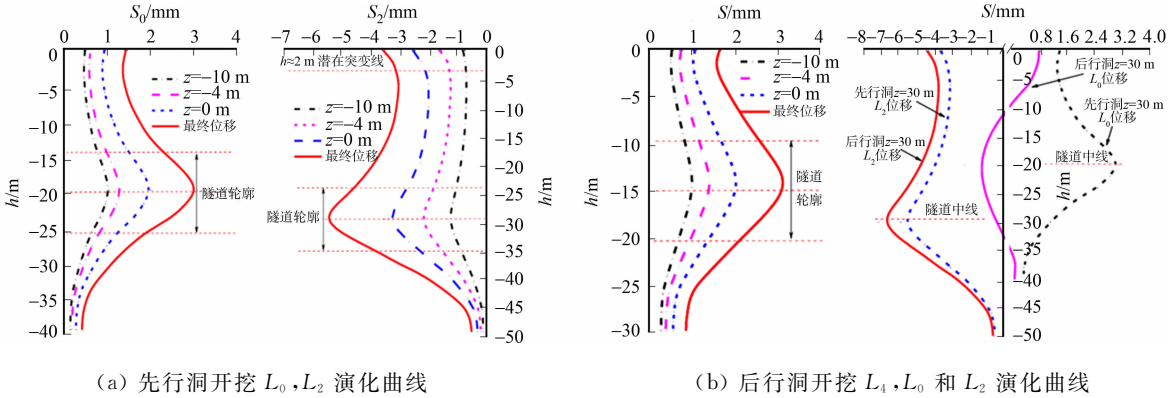 S₀/mm
0 1 2 3 4
0
−5
−10
−15
−20
−25
−30
−35
−40
h/m
z=−10 m
z=−4 m
z=0 m
最终位移
隧道轮廓
S₂/mm
−7 −6 −5 −4 −3 −2 −1 0
h≈2 m 潜在突变线
z=−10 m
z=−4 m
z=0 m
最终位移
隧道轮廓
0
−5
−10
−15
−20
−25
−30
−35
−40
−45
−50
h/m
(a) 先行洞开挖 L₀,L₂ 演化曲线
S/mm
0 1 2 3 4
0
−5
−10
−15
−20
−25
−30
h/m
z=−10 m
z=−4 m
z=0 m
最终位移
隧道
轮廓
S/mm
−8 −7 −6 −5 −4 −3 −2 −1 0.8 1.6 2.4 3.2 4.0
先行洞z=30 m
L₂位移
后行洞z=30 m
L₂位移
隧道中线
后行洞z=30 m
L₀位移
先行洞z=30 m
L₀位移
隧道中线
0
−5
−10
−15
−20
−25
−30
−35
−40
−45
−50
h/m
(b) 后行洞开挖 L₄,L₀ 和 L₂ 演化曲线